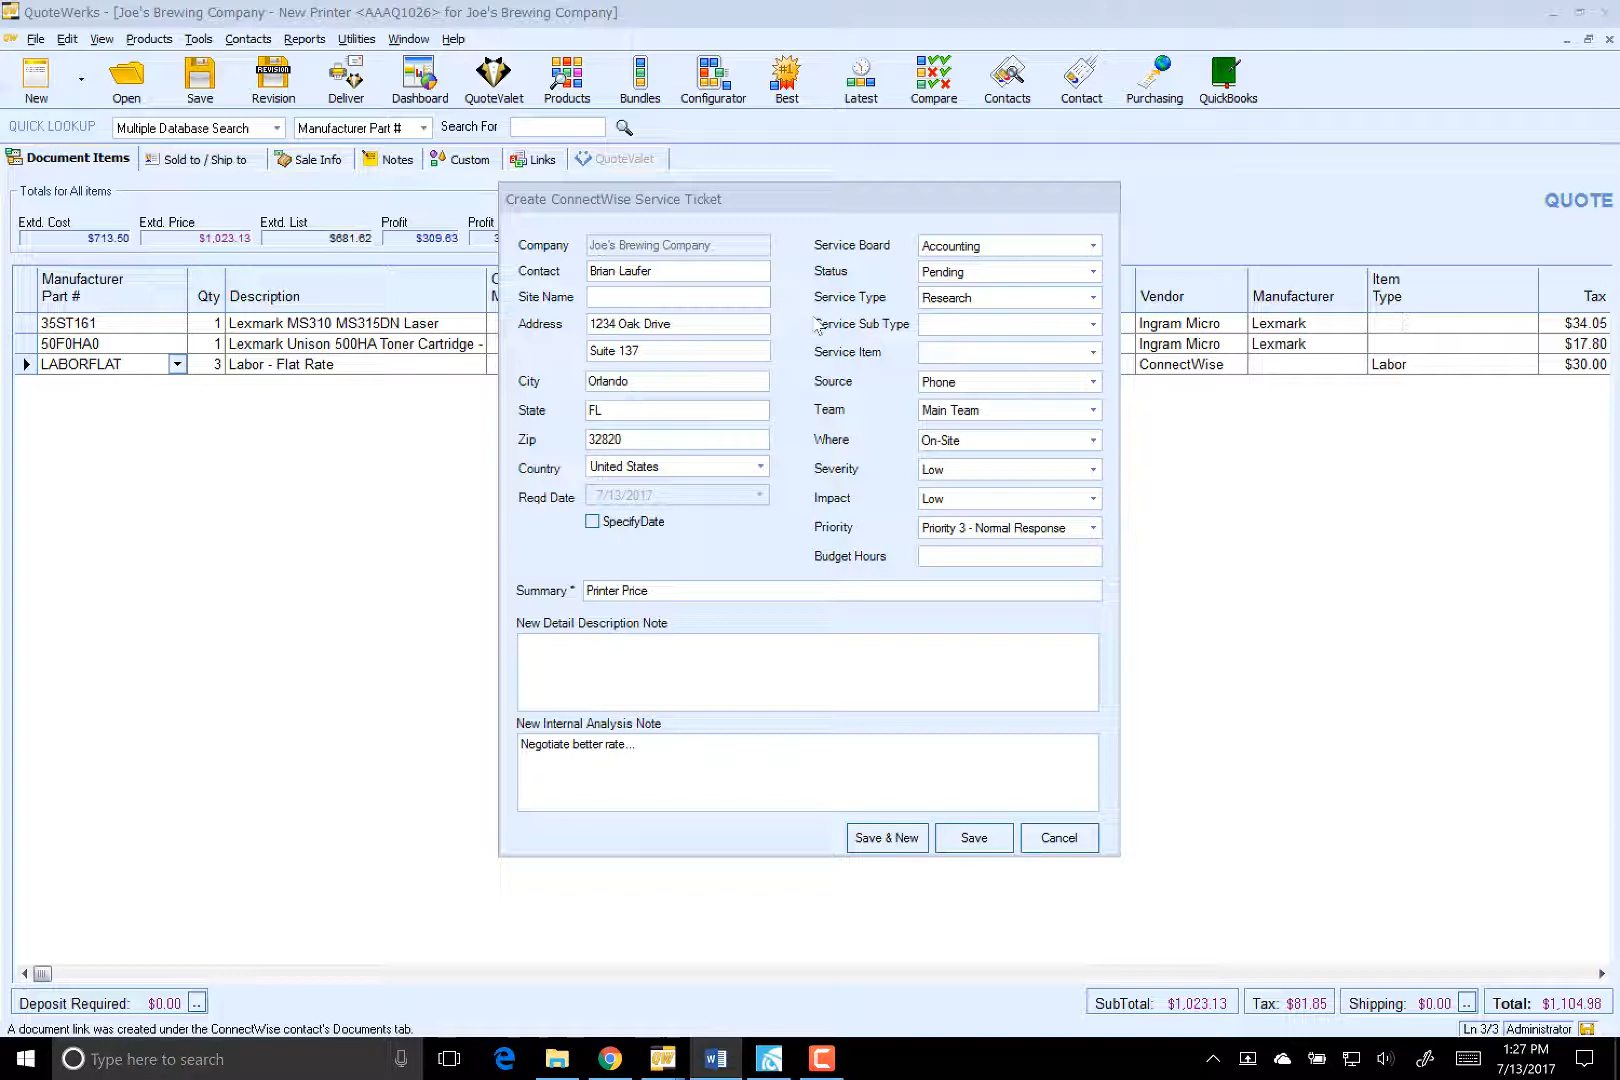 QuoteWerks - [Joe's Brewing Company - New Printer <AAAQ1026> for Joe's Brewing Company]
File Edit View Products Tools Contacts Reports Utilities Window Help
New Open Save Revision Deliver Dashboard QuoteValet Products Bundles Configurator Best Latest Compare Contacts Contact Purchasing QuickBooks
QUICK LOOKUP Multiple Database Search Manufacturer Part # Search For
Document Items Sold to / Ship to Sale Info Notes Custom Links QuoteValet
Totals for All items
QUOTE
Extd. Cost Extd. Price Extd. List Profit Profit
$713.50 $1,023.13 $681.62 $309.63
Manufacturer Part # Qty Description Vendor Manufacturer Item Type Tax
35ST161 1 Lexmark MS310 MS315DN Laser Ingram Micro Lexmark $34.05
50F0HA0 1 Lexmark Unison 500HA Toner Cartridge - Ingram Micro Lexmark $17.80
LABORFLAT 3 Labor - Flat Rate ConnectWise Labor $30.00
Create ConnectWise Service Ticket
Company Joe's Brewing Company Service Board Accounting
Contact Brian Laufer Status Pending
Site Name Service Type Research
Address 1234 Oak Drive Service Sub Type
Suite 137 Service Item
City Orlando Source Phone
State FL Team Main Team
Zip 32820 Where On-Site
Country United States Severity Low
Reqd Date 7/13/2017 Impact Low
SpecifyDate Priority Priority 3 - Normal Response
Budget Hours
Summary * Printer Price
New Detail Description Note
New Internal Analysis Note
Negotiate better rate...
Save & New Save Cancel
Deposit Required: $0.00 .. SubTotal: $1,023.13 Tax: $81.85 Shipping: $0.00 .. Total: $1,104.98
A document link was created under the ConnectWise contact's Documents tab. Ln 3/3 Administrator
Type here to search
1:27 PM
7/13/2017